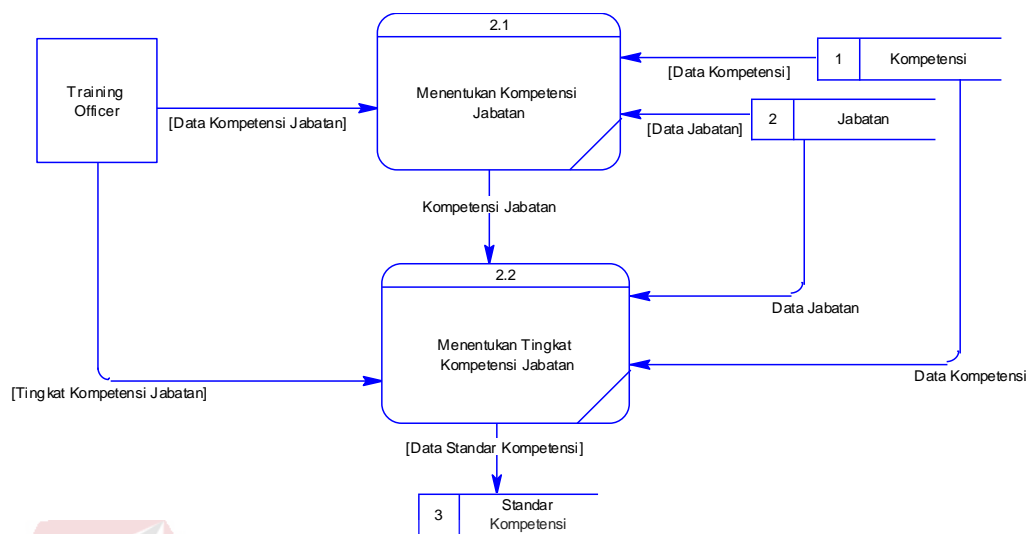 2.1
Training
Officer
Menentukan Kompetensi
Jabatan
1
Kompetensi
[Data Kompetensi]
[Data Kompetensi Jabatan]
2
Jabatan
[Data Jabatan]
Kompetensi Jabatan
2.2
Menentukan Tingkat
Kompetensi Jabatan
Data Jabatan
Data Kompetensi
[Tingkat Kompetensi Jabatan]
[Data Standar Kompetensi]
3
Standar
Kompetensi